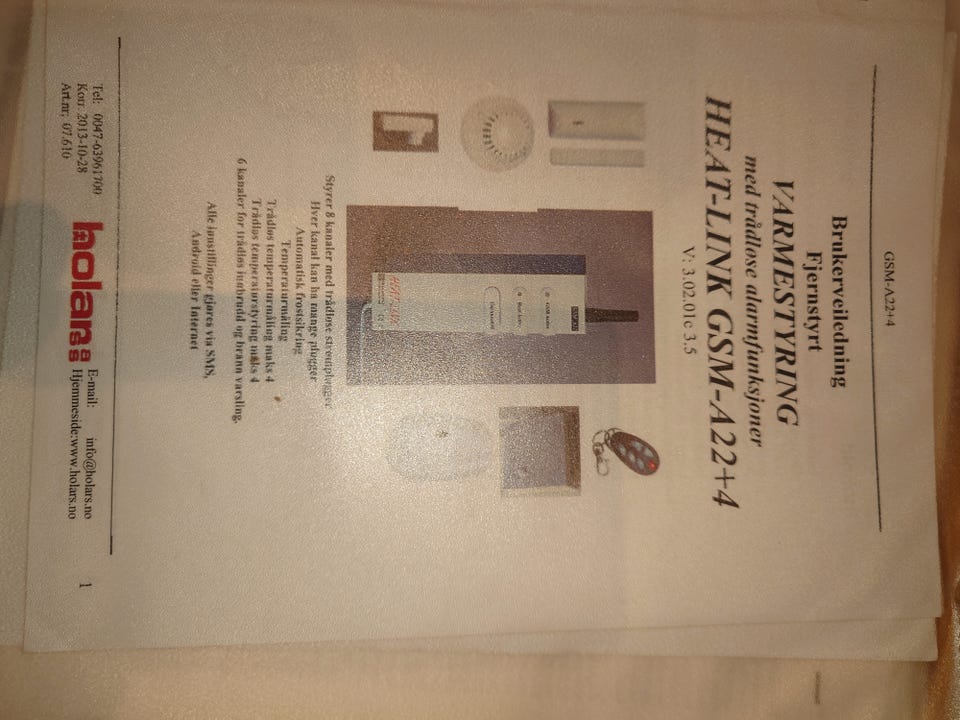 GSM-A22+4
Brukerveiledning
Fjernstyrt
VARMESTYRING
med trådløse alarmfunksjoner
HEAT-LINK GSM-A22+4
V: 3.02.01c 3.5
Styrer 8 kanaler med trådløse strømplugger
Hver kanal kan ha mange plugger
Automatisk frostsikring
Temperaturmåling
Trådløs temperaturmåling maks 4
Trådløs temperaturstyring maks 4
6 kanaler for trådløs innbrudd og brann varsling.
Alle innstillinger gjøres via SMS,
Android eller Internet
Tel: 0047-63961700
Korr. 2013-10-28
Art.nr; 07.610
holars
E-mail: info@holars.no
Hjemmeside:www.holars.no
1